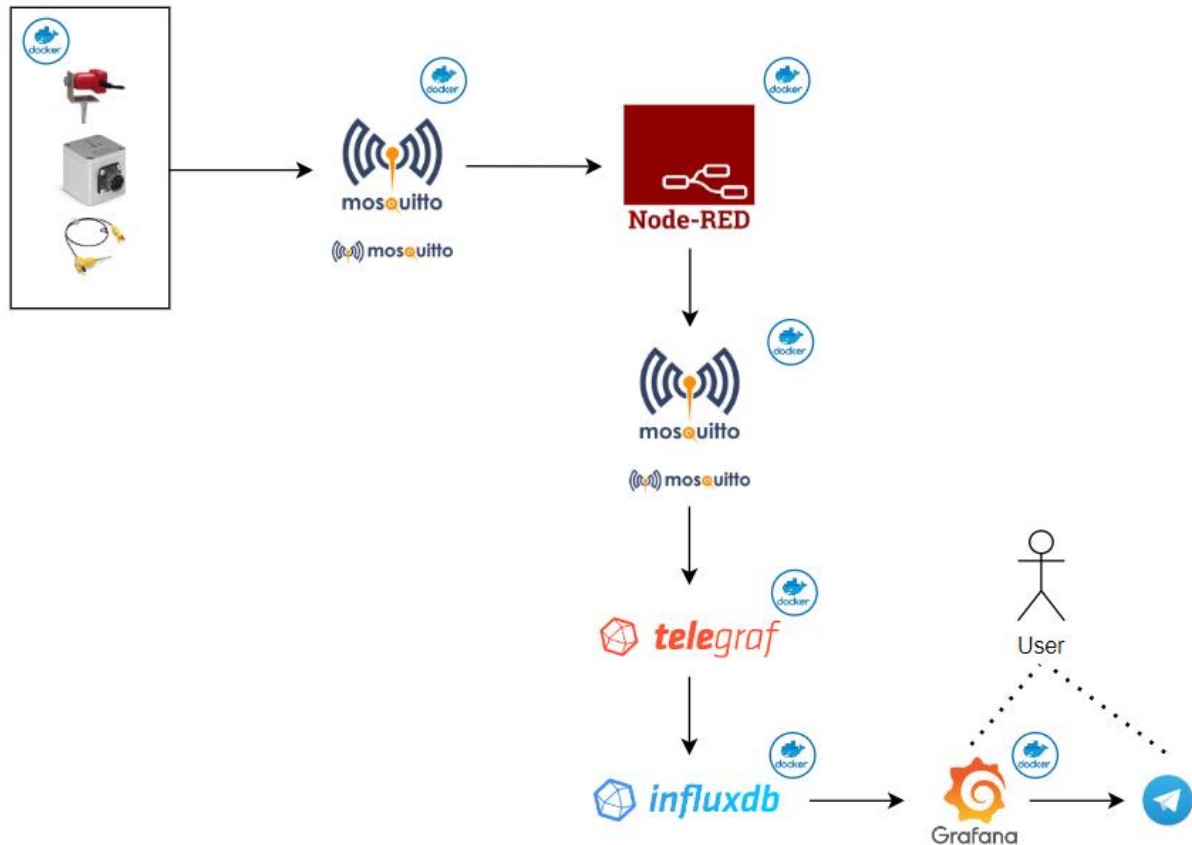 docker
docker
docker
mosquitto
mosquitto
Node-RED
docker
mosquitto
mosquitto
docker
telegraf
User
docker
docker
influxdb
Grafana